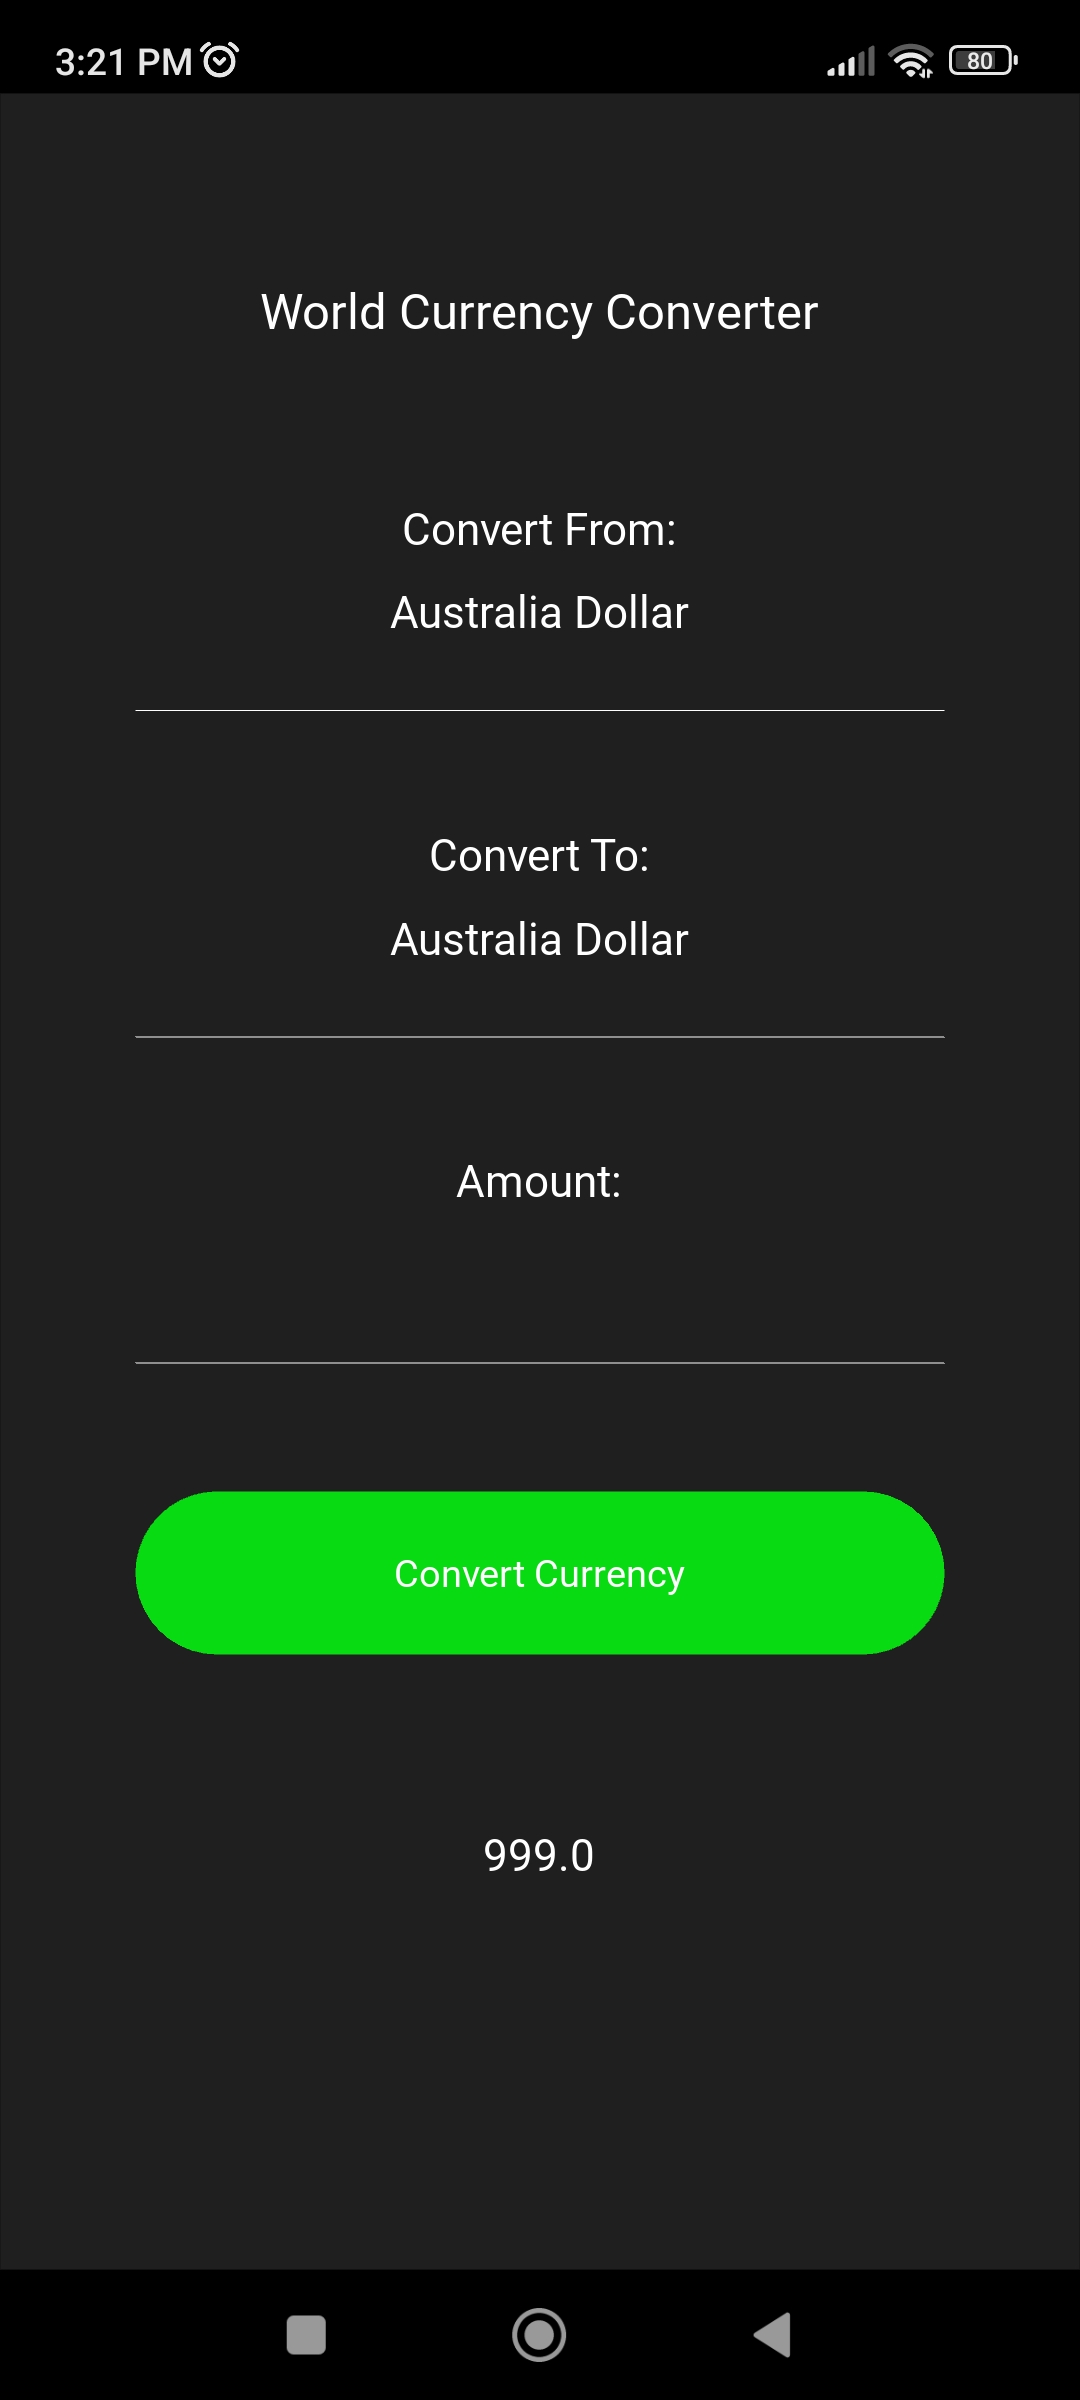 3:21 PM
80
World Currency Converter
Convert From:
Australia Dollar
Convert To:
Australia Dollar
Amount:
Convert Currency
999.0